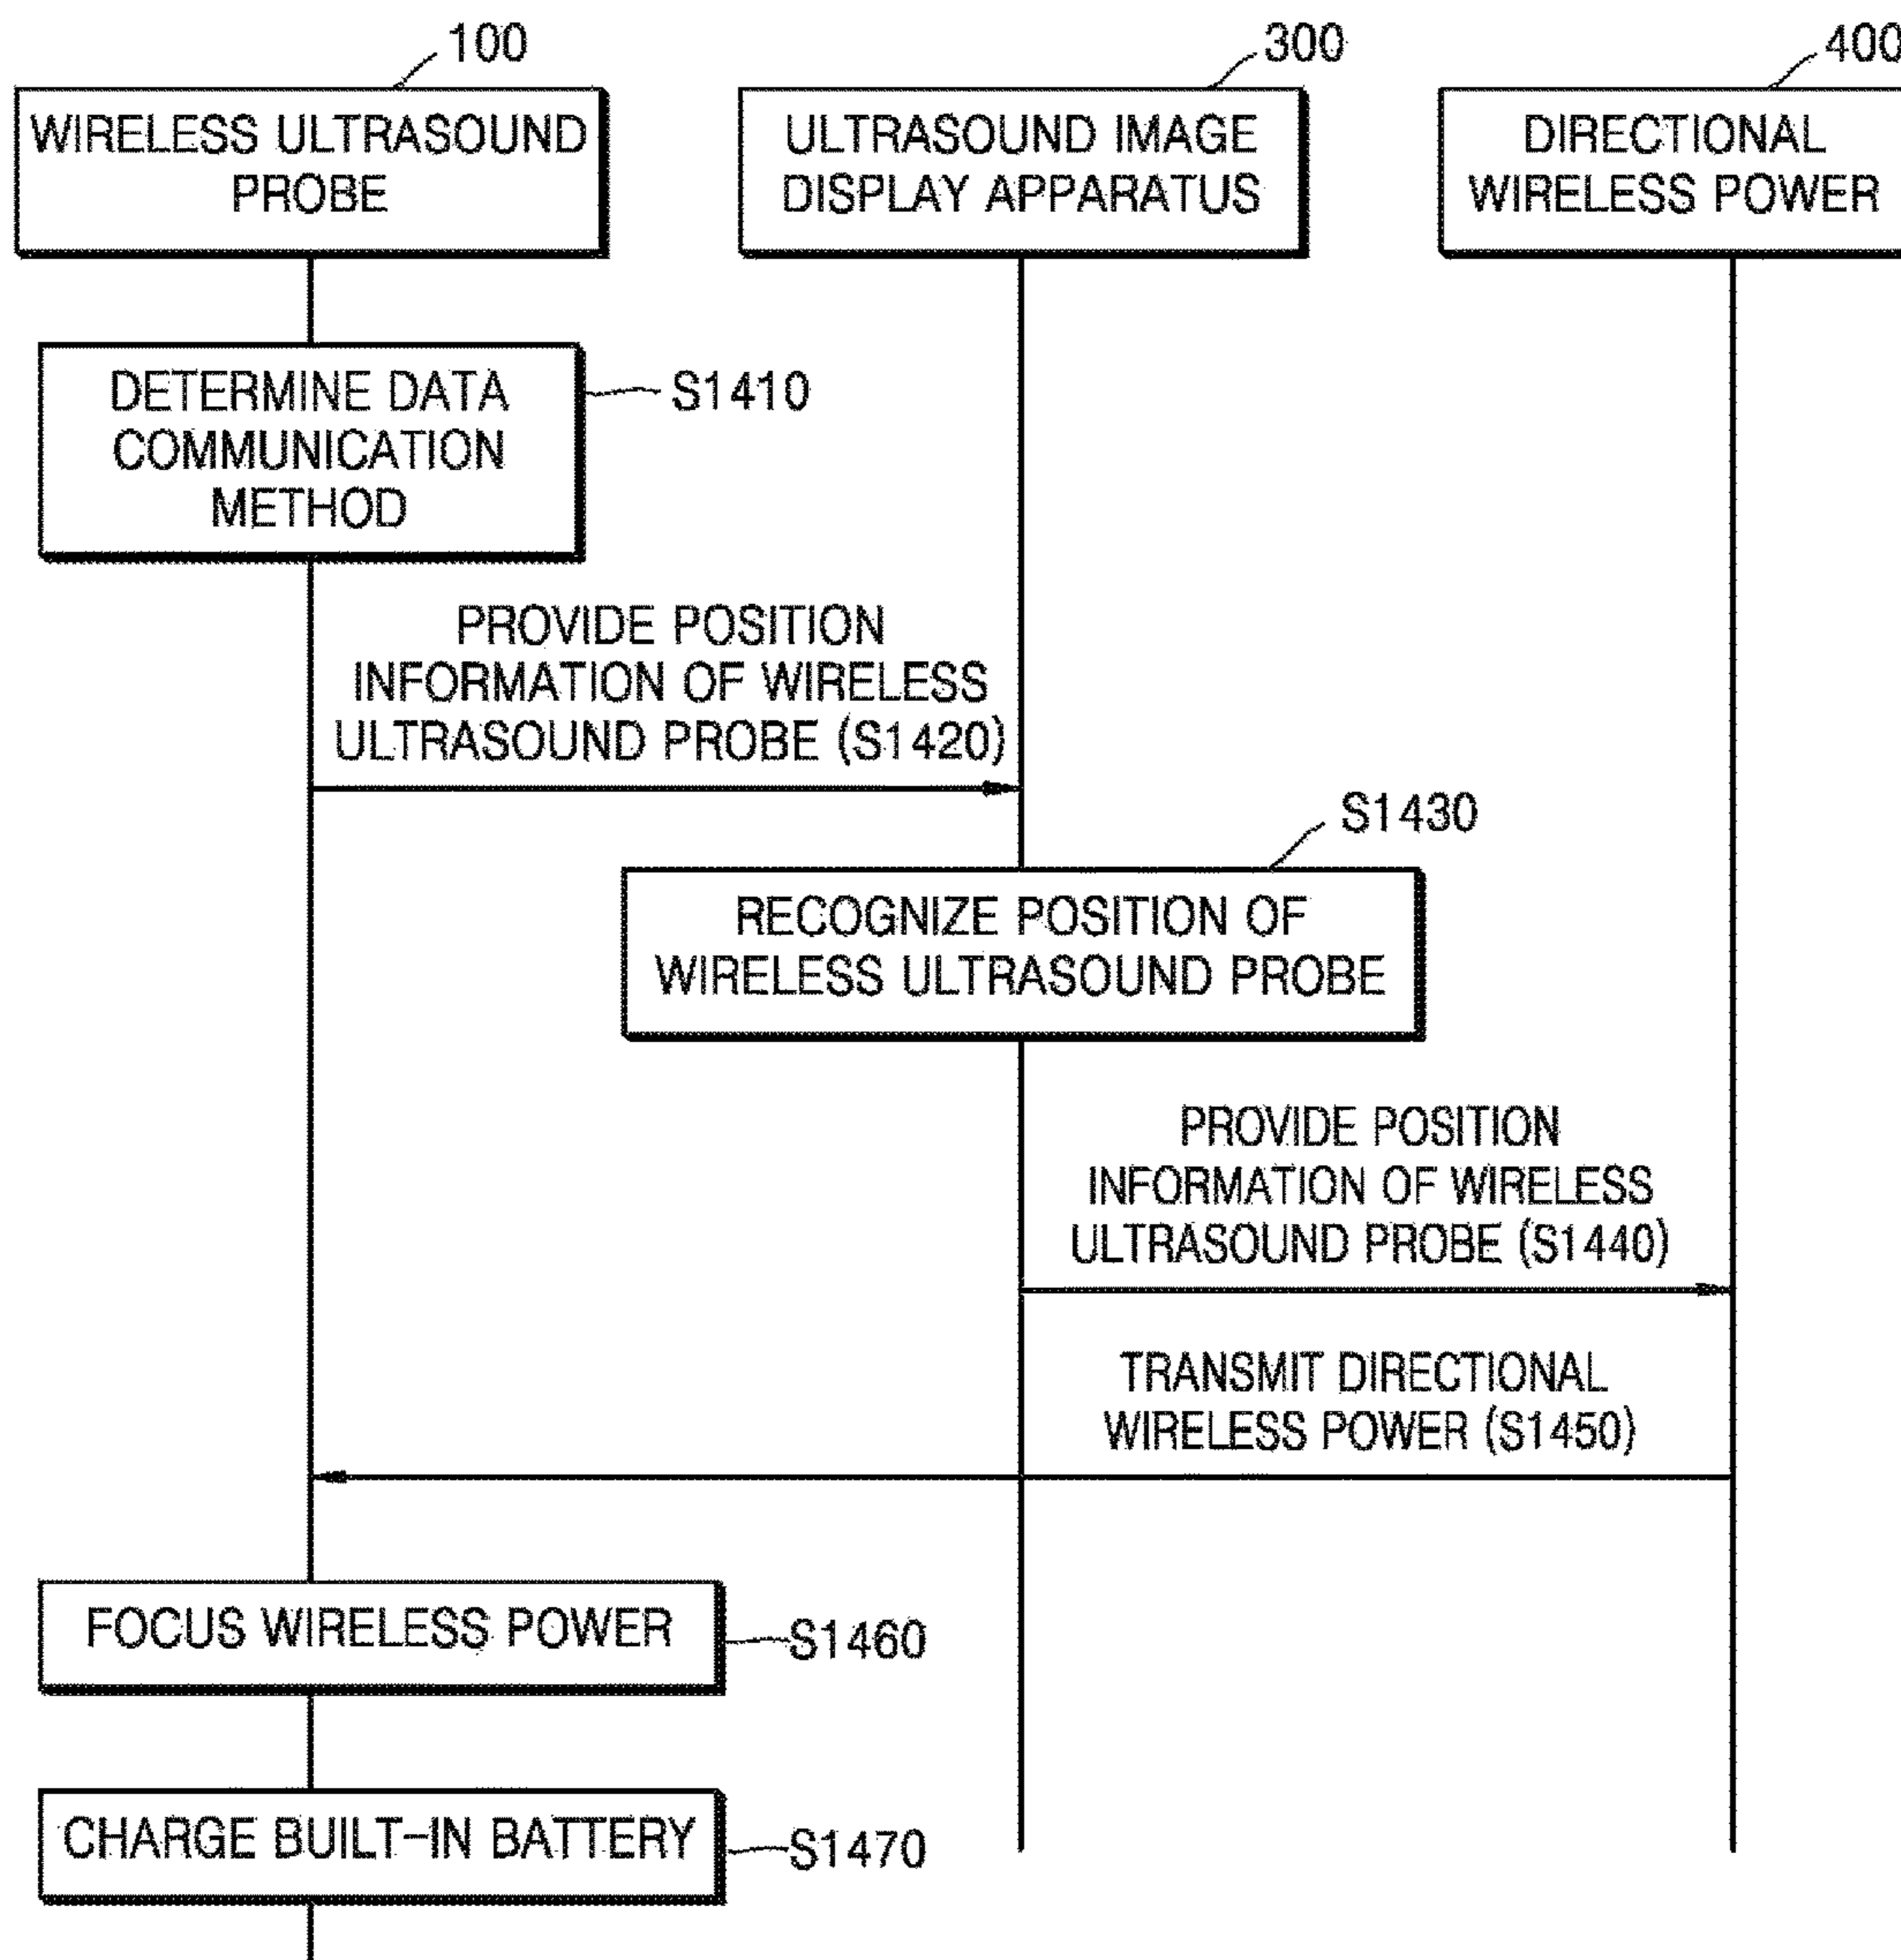 100
300
400
WIRELESS ULTRASOUND
PROBE
ULTRASOUND IMAGE
DISPLAY APPARATUS
DIRECTIONAL
WIRELESS POWER
DETERMINE DATA
COMMUNICATION
METHOD
S1410
PROVIDE POSITION
INFORMATION OF WIRELESS
ULTRASOUND PROBE (S1420)
S1430
RECOGNIZE POSITION OF
WIRELESS ULTRASOUND PROBE
PROVIDE POSITION
INFORMATION OF WIRELESS
ULTRASOUND PROBE (S1440)
TRANSMIT DIRECTIONAL
WIRELESS POWER (S1450)
FOCUS WIRELESS POWER
S1460
CHARGE BUILT-IN BATTERY
S1470